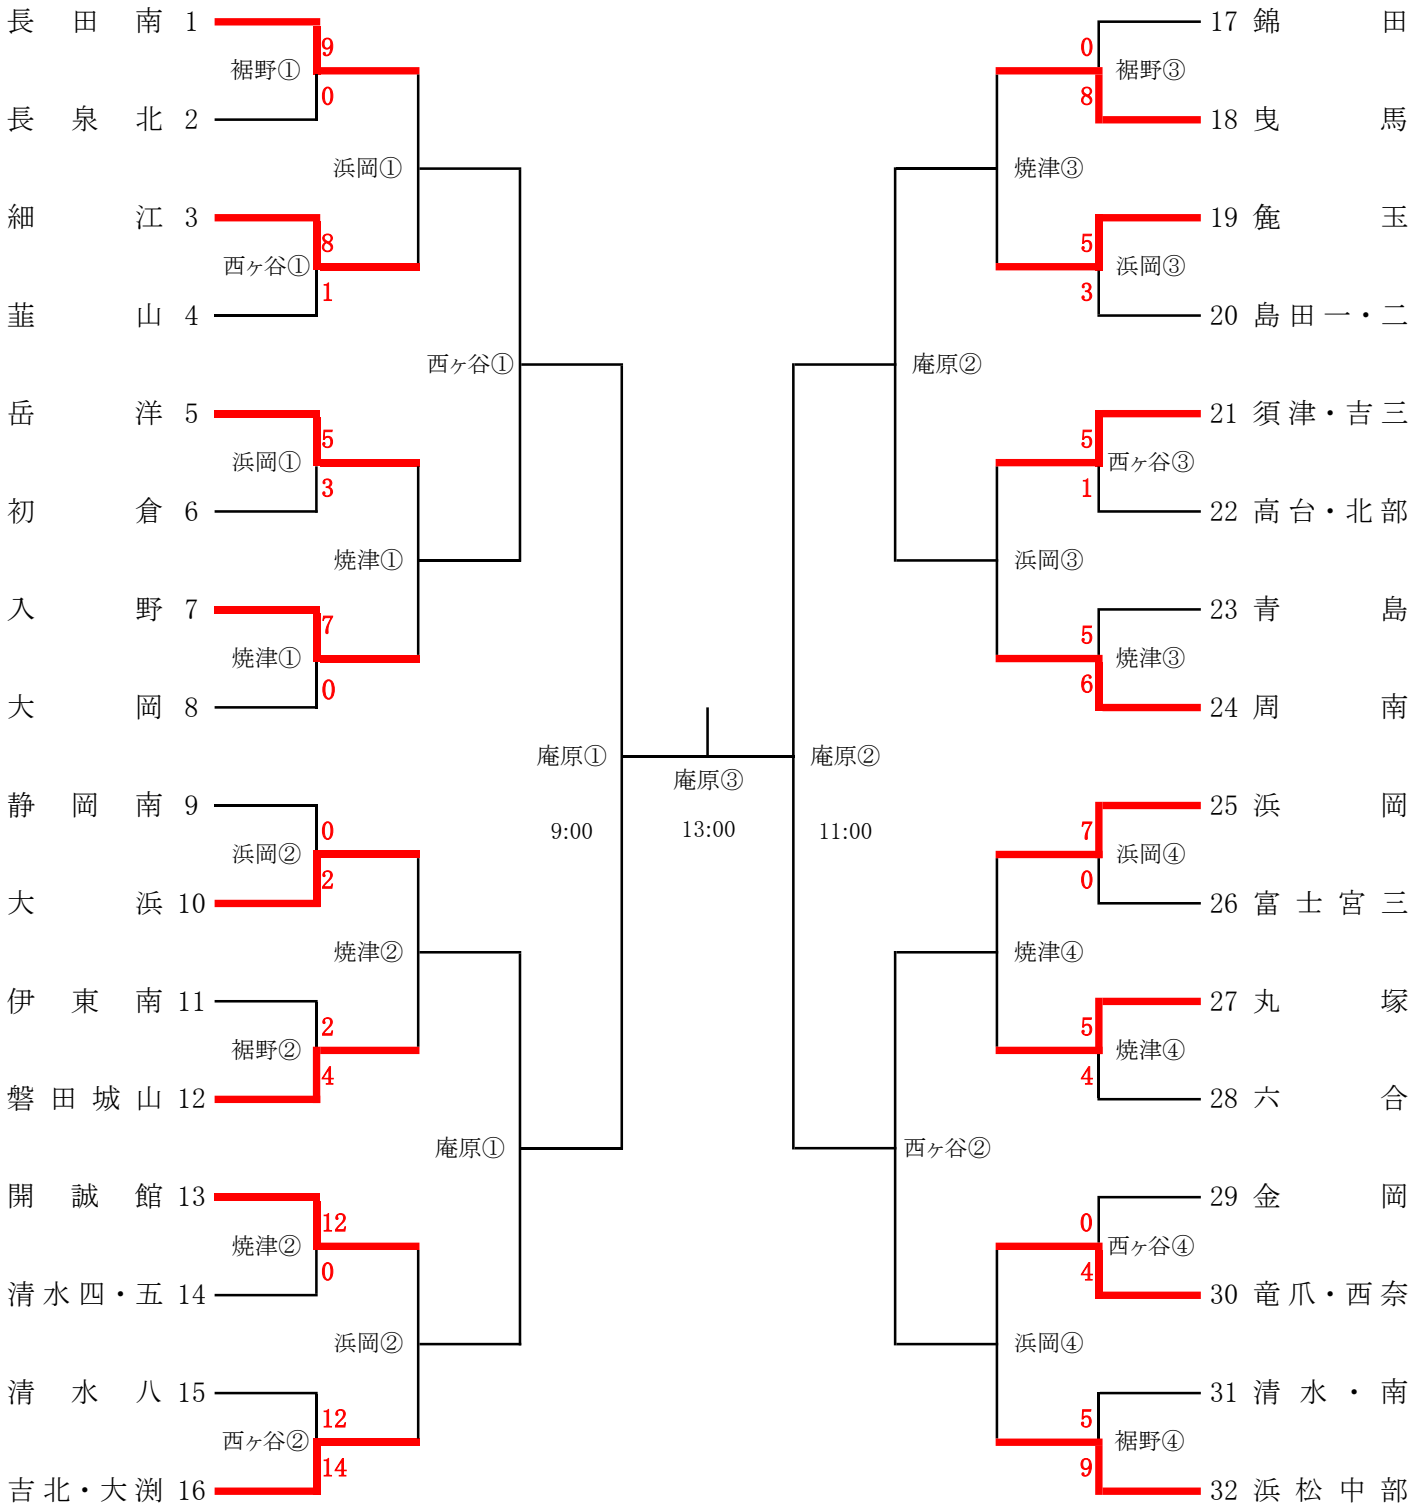 長田南 1
9
裾野①
0
長泉北 2
浜岡①
細江 3
8
西ヶ谷①
1
韮山 4
西ヶ谷①
岳洋 5
5
浜岡①
3
初倉 6
焼津①
入野 7
7
焼津①
0
大岡 8
庵原①
9:00
静岡南 9
0
浜岡②
2
大浜 10
焼津②
伊東南 11
2
裾野②
4
磐田城山 12
庵原①
開誠館 13
12
焼津②
0
清水四・五 14
浜岡②
清水八 15
12
西ヶ谷②
14
吉北・大渕 16
庵原③
13:00
17 錦田
0
裾野③
8
18 曳馬
焼津③
19 麁玉
5
浜岡③
3
20 島田一・二
庵原②
21 須津・吉三
5
西ヶ谷③
1
22 高台・北部
浜岡③
23 青島
5
焼津③
6
24 周南
庵原②
11:00
25 浜岡
7
浜岡④
0
26 富士宮三
焼津④
27 丸塚
5
焼津④
4
28 六合
西ヶ谷②
29 金岡
0
西ヶ谷④
4
30 竜爪・西奈
浜岡④
31 清水・南
5
裾野④
9
32 浜松中部